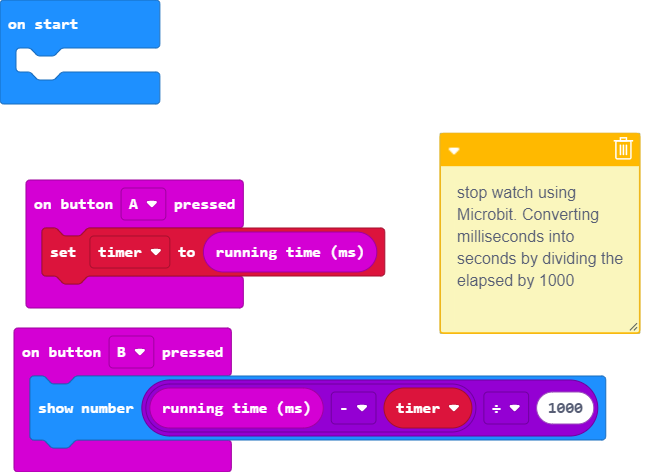 on start
stop watch using
Microbit. Converting
milliseconds into
seconds by dividing the
elapsed by 1000
on button A pressed
set timer to running time (ms)
on button B pressed
show number running time (ms) - timer ÷ 1000